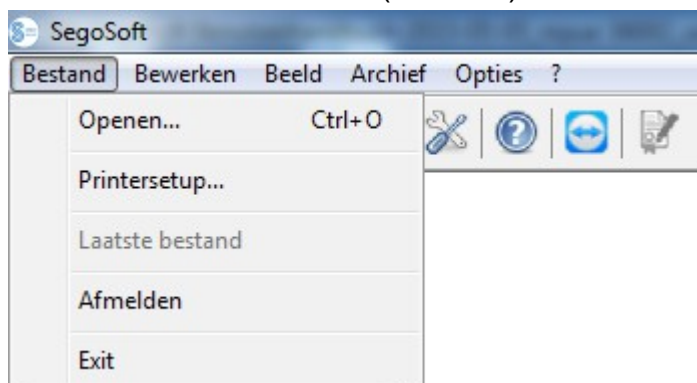 SegoSoft
Bestand Bewerken Beeld Archief Opties ?
Openen... Ctrl+O
Printersetup...
Laatste bestand
Afmelden
Exit